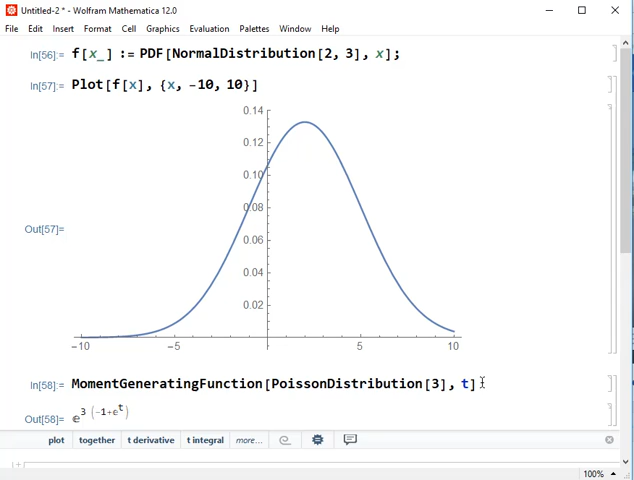 Untitled-2 * - Wolfram Mathematica 12.0
File Edit Insert Format Cell Graphics Evaluation Palettes Window Help
In[56]:= f[x_] := PDF[NormalDistribution[2, 3], x];
In[57]:= Plot[f[x], {x, -10, 10}]
0.14
0.12
0.10
0.08
Out[57]=
0.06
0.04
0.02
-10 -5 5 10
In[58]:= MomentGeneratingFunction[PoissonDistribution[3], t]
Out[58]= ⅇ^3 (-1+ⅇ^t)
plot together t derivative t integral more...
100%